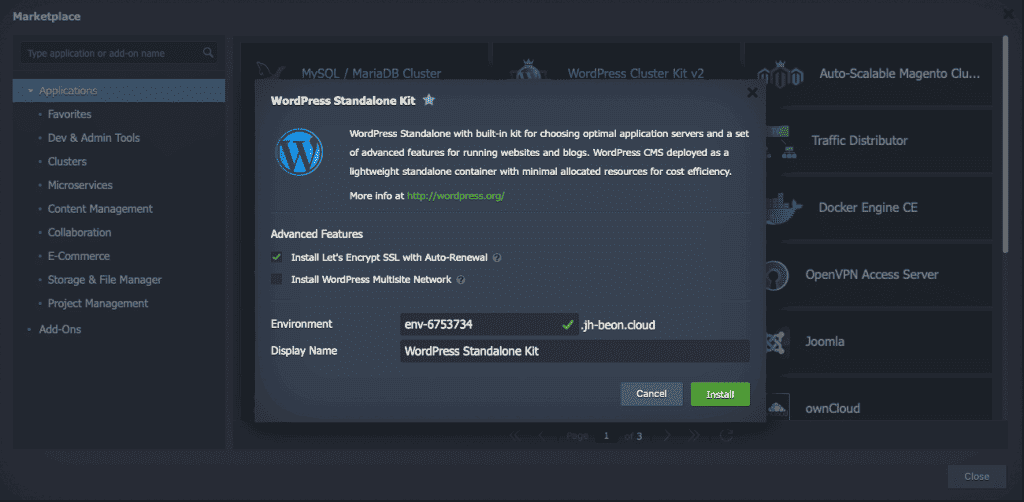 Marketplace
Type application or add-on name
Applications
Favorites
Dev & Admin Tools
Clusters
Microservices
Content Management
Collaboration
E-Commerce
Storage & File Manager
Project Management
Add-Ons
MySQL / MariaDB Cluster
WordPress Cluster Kit v2
Auto-Scalable Magento Clu...
Traffic Distributor
Docker Engine CE
OpenVPN Access Server
Joomla
ownCloud
WordPress Standalone Kit
WordPress Standalone with built-in kit for choosing optimal application servers and a set
of advanced features for running websites and blogs. WordPress CMS deployed as a
lightweight standalone container with minimal allocated resources for cost efficiency.
More info at http://wordpress.org/
Advanced Features
Install Let's Encrypt SSL with Auto-Renewal
Install WordPress Multisite Network
Environment env-6753734 .jh-beon.cloud
Display Name WordPress Standalone Kit
Cancel Install
Page 1 of 3
Close